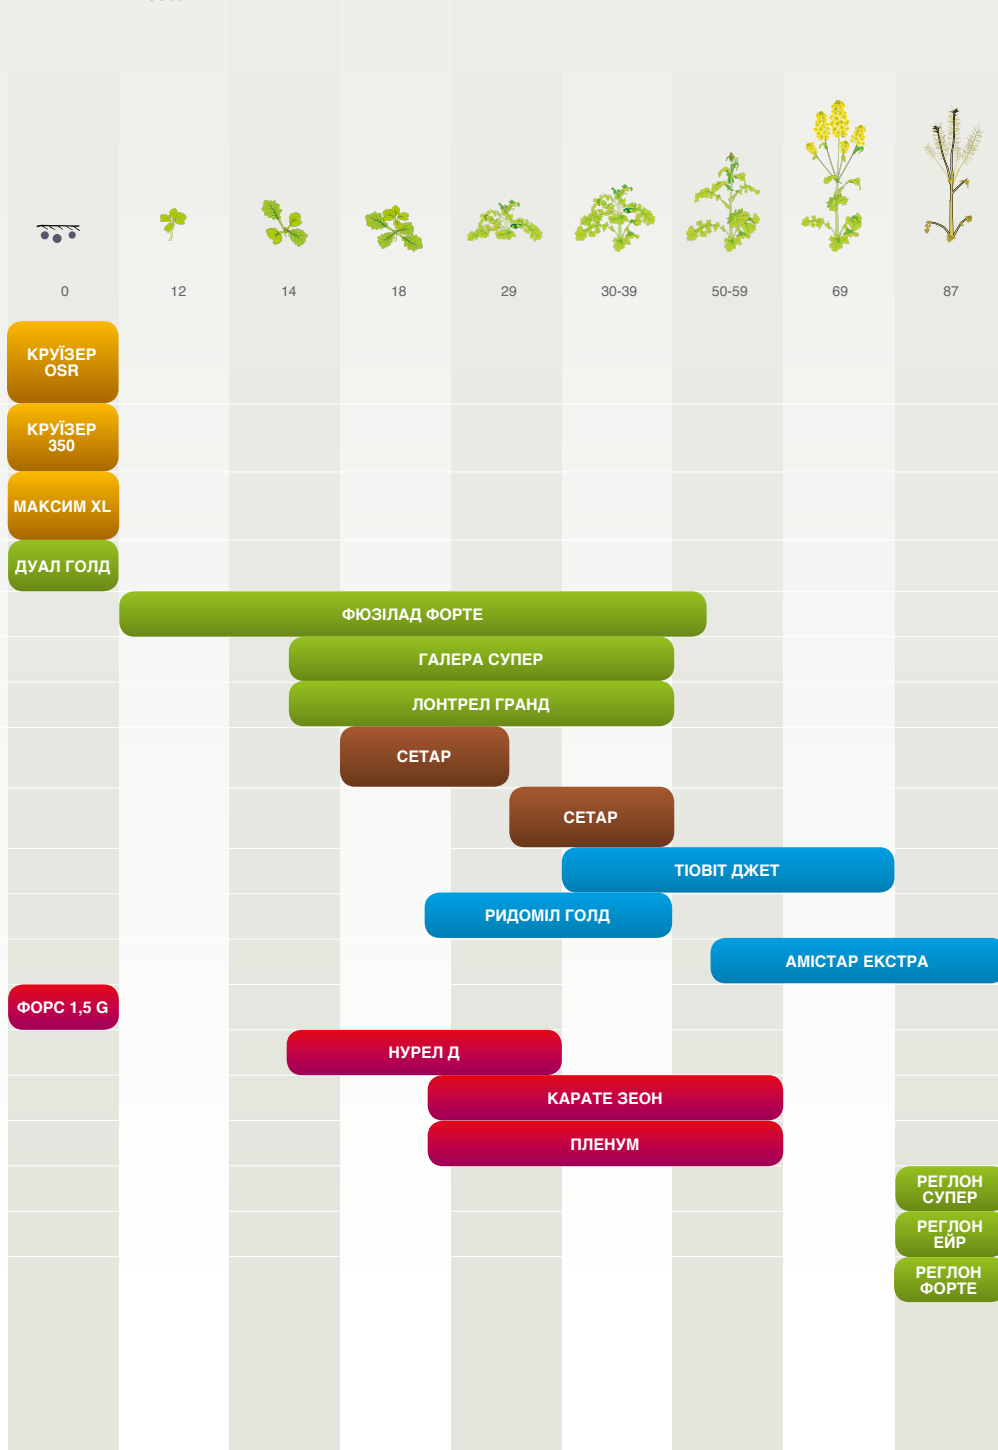 0 12 14 18 29 30-39 50-59 69 87
КРУЇЗЕР
OSR
КРУЇЗЕР
350
МАКСИМ XL
ДУАЛ ГОЛД
ФЮЗІЛАД ФОРТЕ
ГАЛЕРА СУПЕР
ЛОНТРЕЛ ГРАНД
СЕТАР
СЕТАР
ТІОВІТ ДЖЕТ
РИДОМІЛ ГОЛД
АМІСТАР ЕКСТРА
ФОРС 1,5 G
НУРЕЛ Д
КАРАТЕ ЗЕОН
ПЛЕНУМ
РЕГЛОН
СУПЕР
РЕГЛОН
ЕЙР
РЕГЛОН
ФОРТЕ